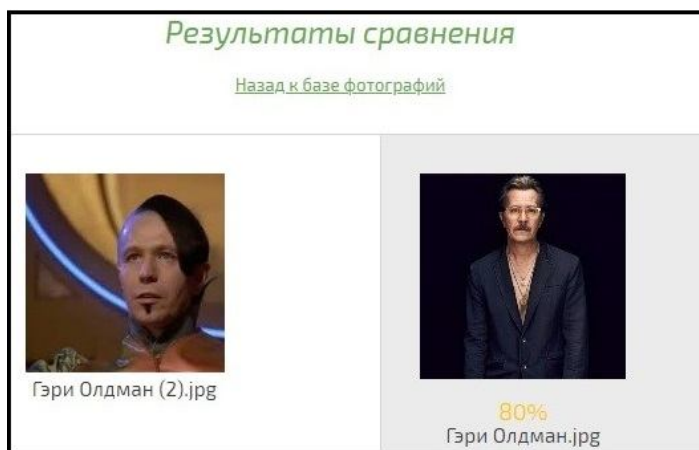 Результаты сравнения
Назад к базе фотографий
Гэри Олдман (2).jpg
80%
Гэри Олдман.jpg